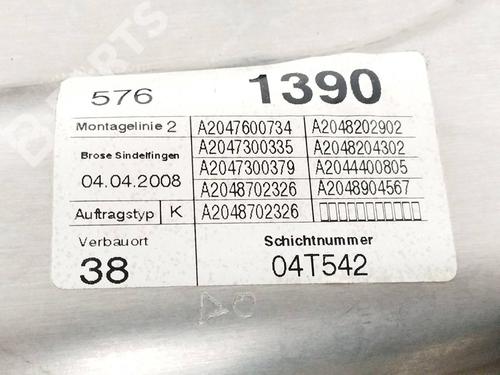 576 1390
Montagelinie 2 A2047600734 A2048202902
Brose Sindelfingen A2047300335 A2048204302
04.04.2008 A2047300379 A2044400805
A2048702326 A2048904567
Auftragstyp K A2048702326
Verbauort Schichtnummer
38 04T542
B-PARTS